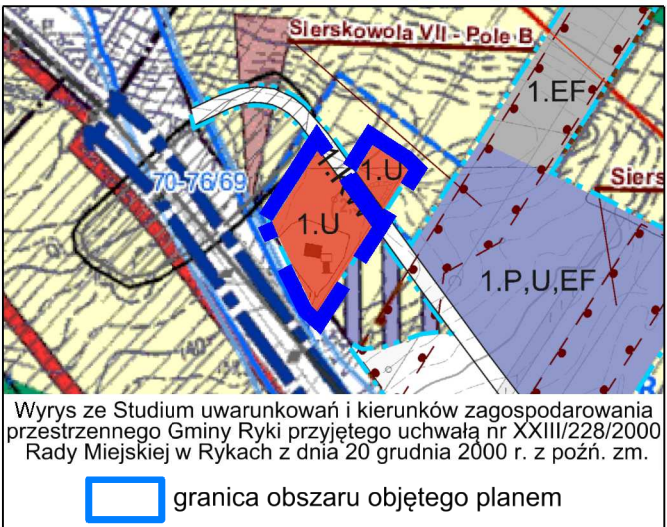 Sierskowola VII - Pole B
1.EF
1.U
Siers
70-76/69
1.U
1.P,U,EF
Wyrys ze Studium uwarunkowań i kierunków zagospodarowania
przestrzennego Gminy Ryki przyjętego uchwałą nr XXIII/228/2000
Rady Miejskiej w Rykach z dnia 20 grudnia 2000 r. z poźń. zm.
granica obszaru objętego planem